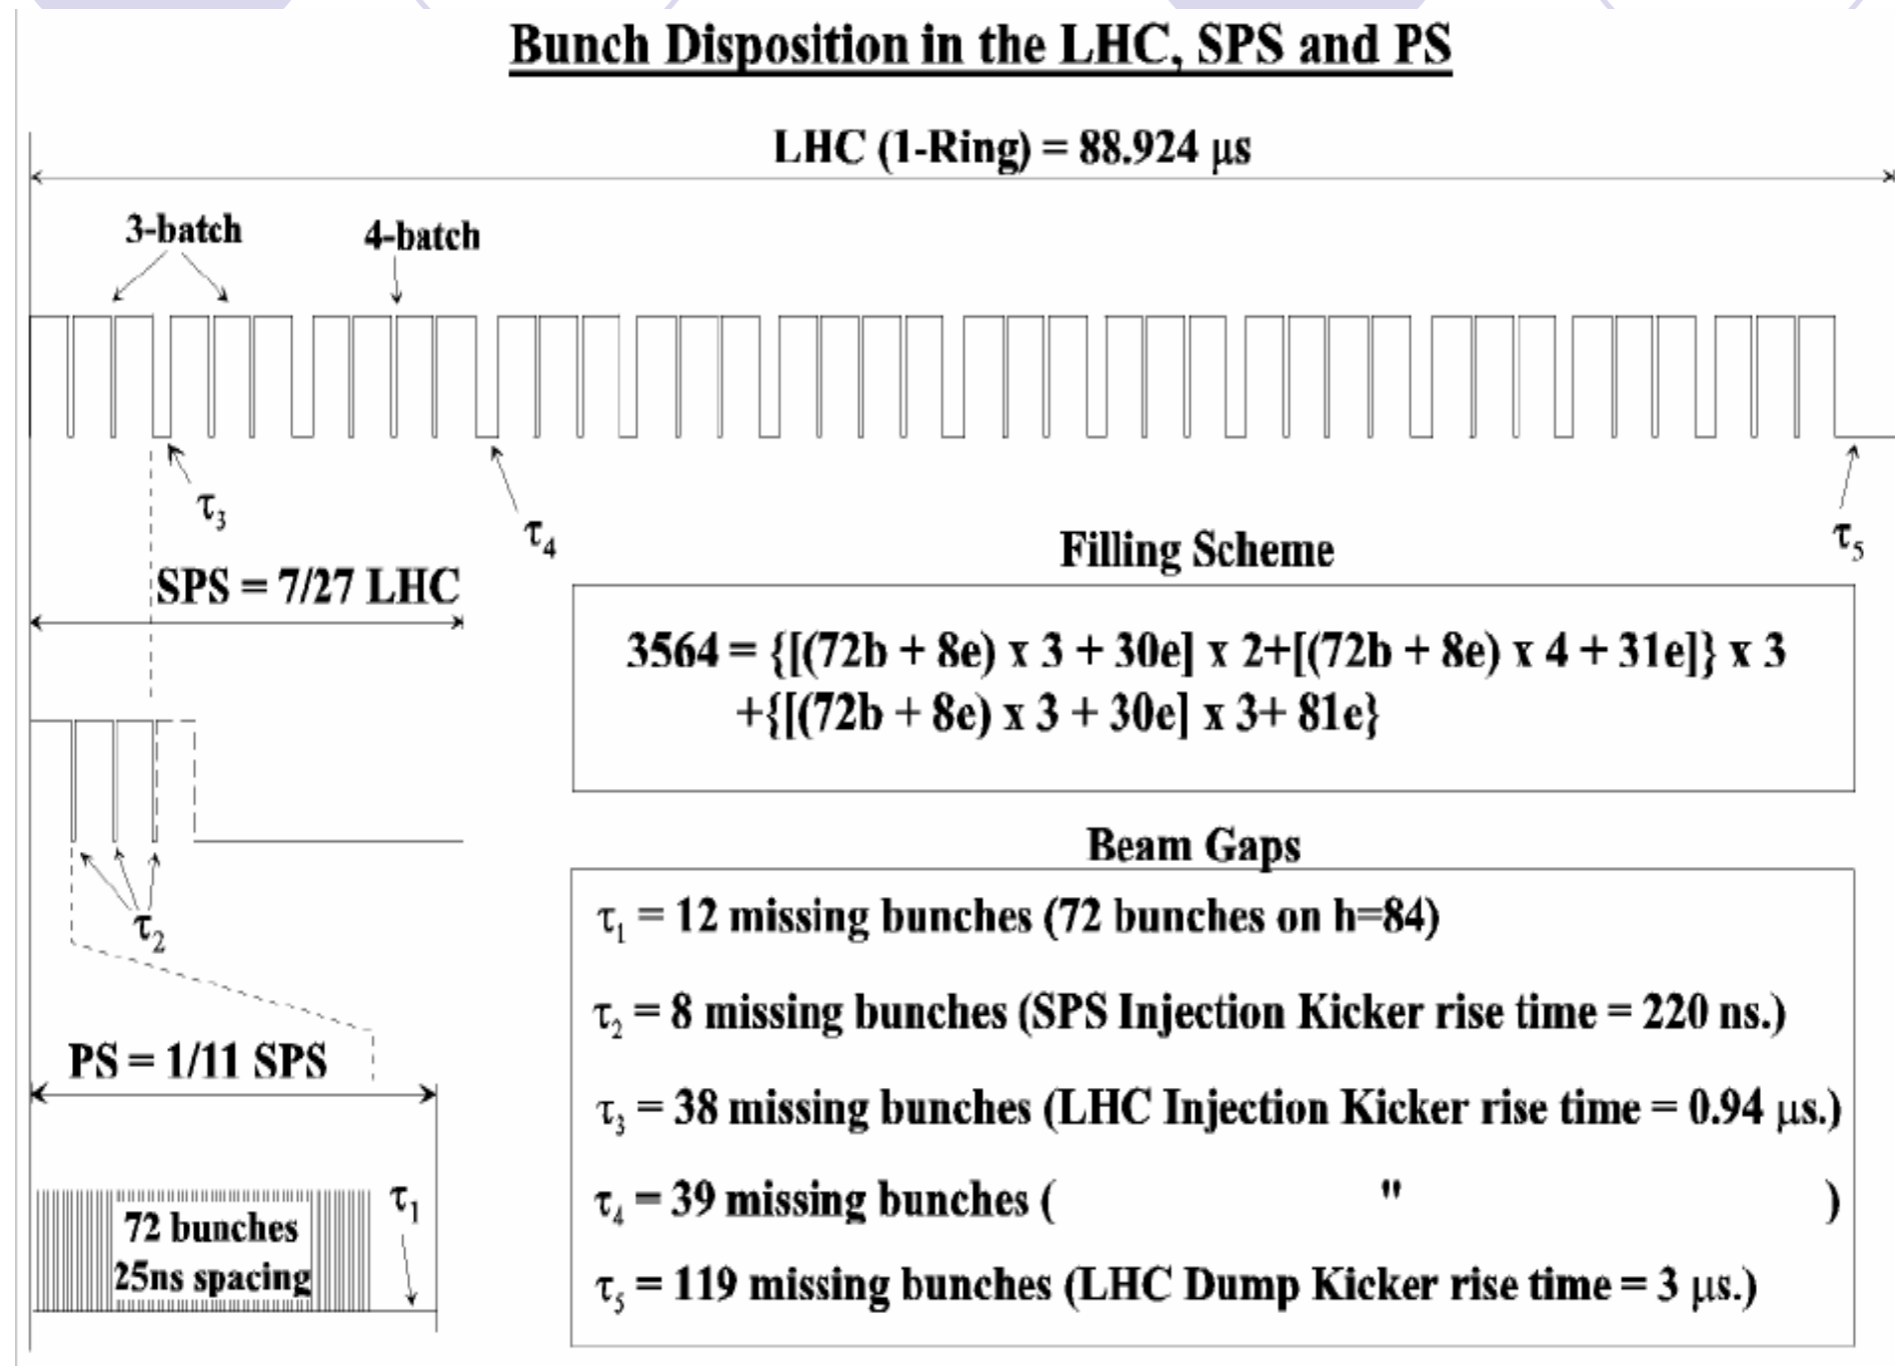 Bunch Disposition in the LHC, SPS and PS
LHC (1-Ring) = 88.924 μs
3-batch
4-batch
τ₃
τ₄
τ₅
SPS = 7/27 LHC
Filling Scheme
3564 = {[(72b + 8e) x 3 + 30e] x 2+[(72b + 8e) x 4 + 31e]} x 3
+{[(72b + 8e) x 3 + 30e] x 3+ 81e}
τ₂
Beam Gaps
τ₁ = 12 missing bunches (72 bunches on h=84)
τ₂ = 8 missing bunches (SPS Injection Kicker rise time = 220 ns.)
τ₃ = 38 missing bunches (LHC Injection Kicker rise time = 0.94 μs.)
τ₄ = 39 missing bunches ( " )
τ₅ = 119 missing bunches (LHC Dump Kicker rise time = 3 μs.)
PS = 1/11 SPS
72 bunches
25ns spacing
τ₁